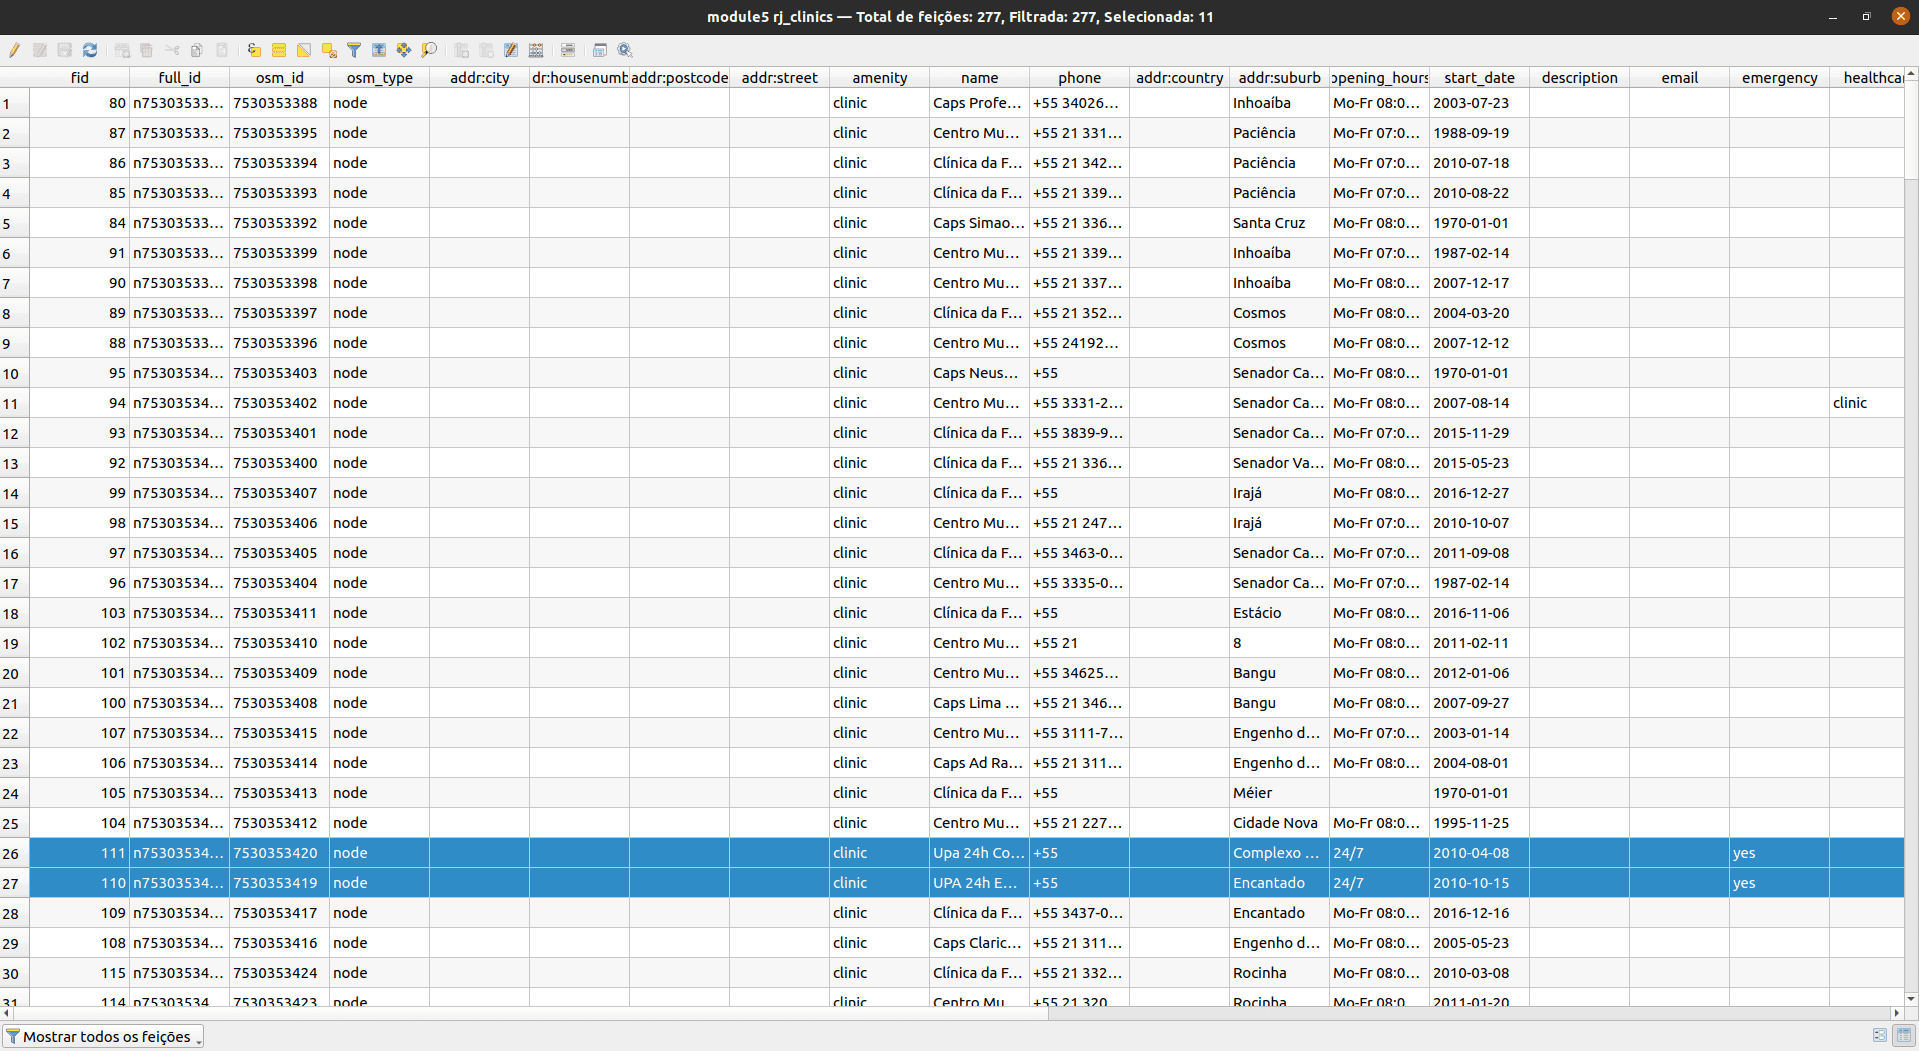 module5 rj_clinics — Total de feições: 277, Filtrada: 277, Selecionada: 11
fid full_id osm_id osm_type addr:city dr:housenumb addr:postcode addr:street amenity name phone addr:country addr:suburb opening_hours start_date description email emergency healthcar
1 80 n75303533… 7530353388 node clinic Caps Profe… +55 34026… Inhoaíba Mo-Fr 08:0… 2003-07-23
2 87 n75303533… 7530353395 node clinic Centro Mu… +55 21 331… Paciência Mo-Fr 07:0… 1988-09-19
3 86 n75303533… 7530353394 node clinic Clínica da F… +55 21 342… Paciência Mo-Fr 07:0… 2010-07-18
4 85 n75303533… 7530353393 node clinic Clínica da F… +55 21 339… Paciência Mo-Fr 07:0… 2010-08-22
5 84 n75303533… 7530353392 node clinic Caps Simao… +55 21 336… Santa Cruz Mo-Fr 08:0… 1970-01-01
6 91 n75303533… 7530353399 node clinic Centro Mu… +55 21 339… Inhoaíba Mo-Fr 07:0… 1987-02-14
7 90 n75303533… 7530353398 node clinic Centro Mu… +55 21 337… Inhoaíba Mo-Fr 08:0… 2007-12-17
8 89 n75303533… 7530353397 node clinic Clínica da F… +55 21 352… Cosmos Mo-Fr 08:0… 2004-03-20
9 88 n75303533… 7530353396 node clinic Centro Mu… +55 24192… Cosmos Mo-Fr 08:0… 2007-12-12
10 95 n75303534… 7530353403 node clinic Caps Neus… +55 Senador Ca… Mo-Fr 08:0… 1970-01-01
11 94 n75303534… 7530353402 node clinic Centro Mu… +55 3331-2… Senador Ca… Mo-Fr 08:0… 2007-08-14 clinic
12 93 n75303534… 7530353401 node clinic Clínica da F… +55 3839-9… Senador Ca… Mo-Fr 07:0… 2015-11-29
13 92 n75303534… 7530353400 node clinic Clínica da F… +55 21 336… Senador Va… Mo-Fr 08:0… 2015-05-23
14 99 n75303534… 7530353407 node clinic Clínica da F… +55 Irajá Mo-Fr 08:0… 2016-12-27
15 98 n75303534… 7530353406 node clinic Centro Mu… +55 21 247… Irajá Mo-Fr 07:0… 2010-10-07
16 97 n75303534… 7530353405 node clinic Clínica da F… +55 3463-0… Senador Ca… Mo-Fr 07:0… 2011-09-08
17 96 n75303534… 7530353404 node clinic Centro Mu… +55 3335-0… Senador Ca… Mo-Fr 07:0… 1987-02-14
18 103 n75303534… 7530353411 node clinic Clínica da F… +55 Estácio Mo-Fr 08:0… 2016-11-06
19 102 n75303534… 7530353410 node clinic Centro Mu… +55 21 8 Mo-Fr 08:0… 2011-02-11
20 101 n75303534… 7530353409 node clinic Centro Mu… +55 34625… Bangu Mo-Fr 08:0… 2012-01-06
21 100 n75303534… 7530353408 node clinic Caps Lima … +55 21 346… Bangu Mo-Fr 08:0… 2007-09-27
22 107 n75303534… 7530353415 node clinic Centro Mu… +55 3111-7… Engenho d… Mo-Fr 07:0… 2003-01-14
23 106 n75303534… 7530353414 node clinic Caps Ad Ra… +55 21 311… Engenho d… Mo-Fr 08:0… 2004-08-01
24 105 n75303534… 7530353413 node clinic Clínica da F… +55 Méier 1970-01-01
25 104 n75303534… 7530353412 node clinic Centro Mu… +55 21 227… Cidade Nova Mo-Fr 08:0… 1995-11-25
26 111 n75303534… 7530353420 node clinic Upa 24h Co… +55 Complexo … 24/7 2010-04-08 yes
27 110 n75303534… 7530353419 node clinic UPA 24h E… +55 Encantado 24/7 2010-10-15 yes
28 109 n75303534… 7530353417 node clinic Clínica da F… +55 3437-0… Encantado Mo-Fr 08:0… 2016-12-16
29 108 n75303534… 7530353416 node clinic Caps Claric… +55 21 311… Engenho d… Mo-Fr 08:0… 2005-05-23
30 115 n75303534… 7530353424 node clinic Clínica da F… +55 21 332… Rocinha Mo-Fr 08:0… 2010-03-08
31 114 n75303534… 7530353423 node clinic Centro Mu… +55 21 320… Rocinha Mo-Fr 08:0… 2011-01-20
Mostrar todos os feições